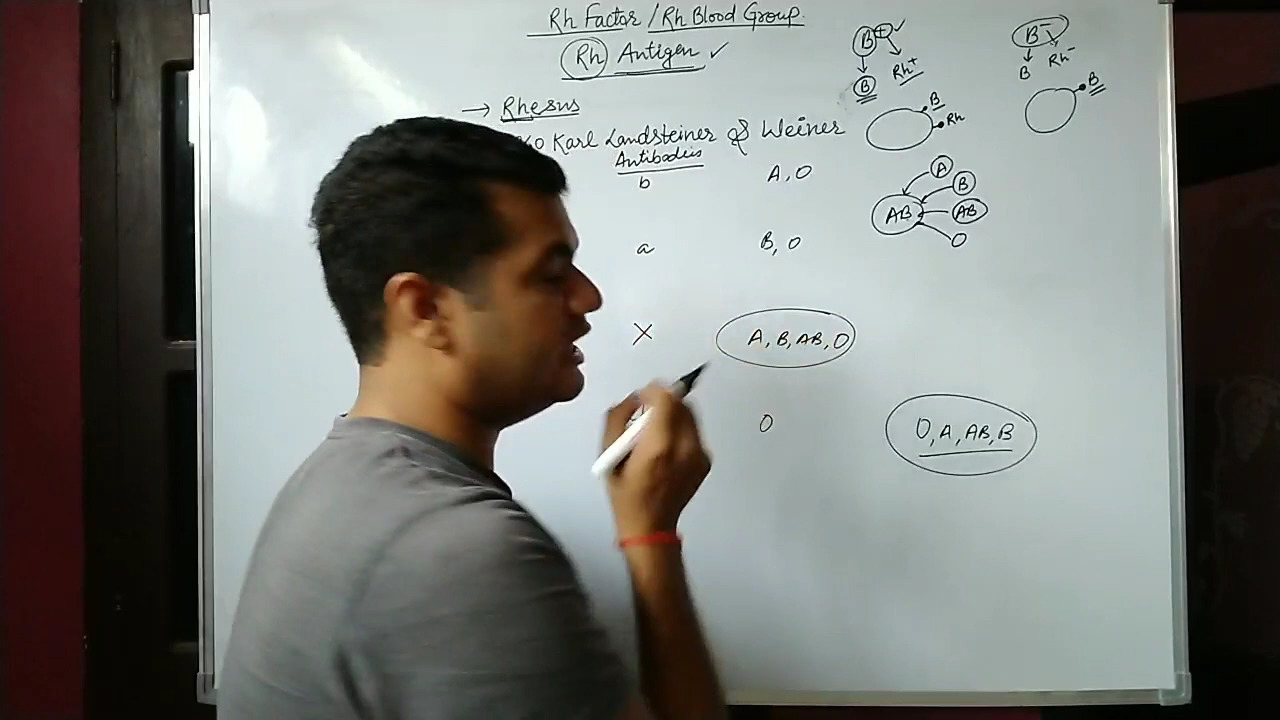 Rh Factor / Rh Blood Group
Rh Antigen ✓
→ Rhesus
Karl Landsteiner & Weiner
Antibodies
b A, O
a B, O
X A, B, AB, O
O
O, A, AB, B
B+ ✓
B Rh+
B
Rh
B-
B Rh-
B
A
B
AB AB
O